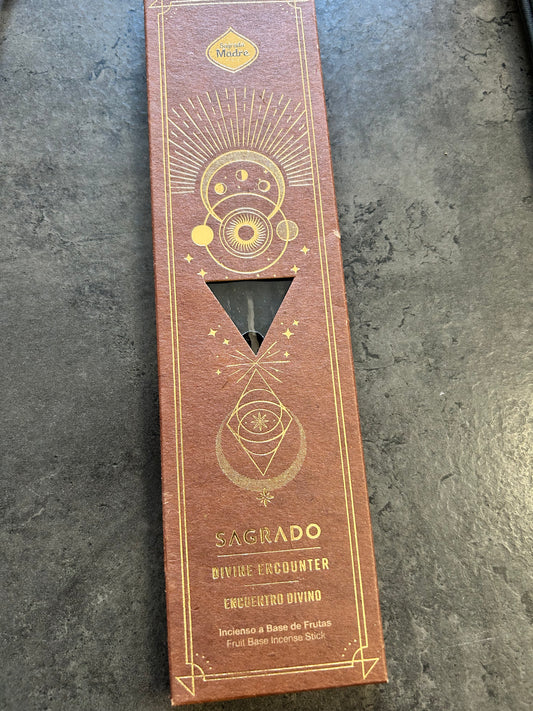 Sagrada
Madre
SAGRADO
DIVINE ENCOUNTER
ENCUENTRO DIVINO
Incienso a Base de Frutas
Fruit Base Incense Stick